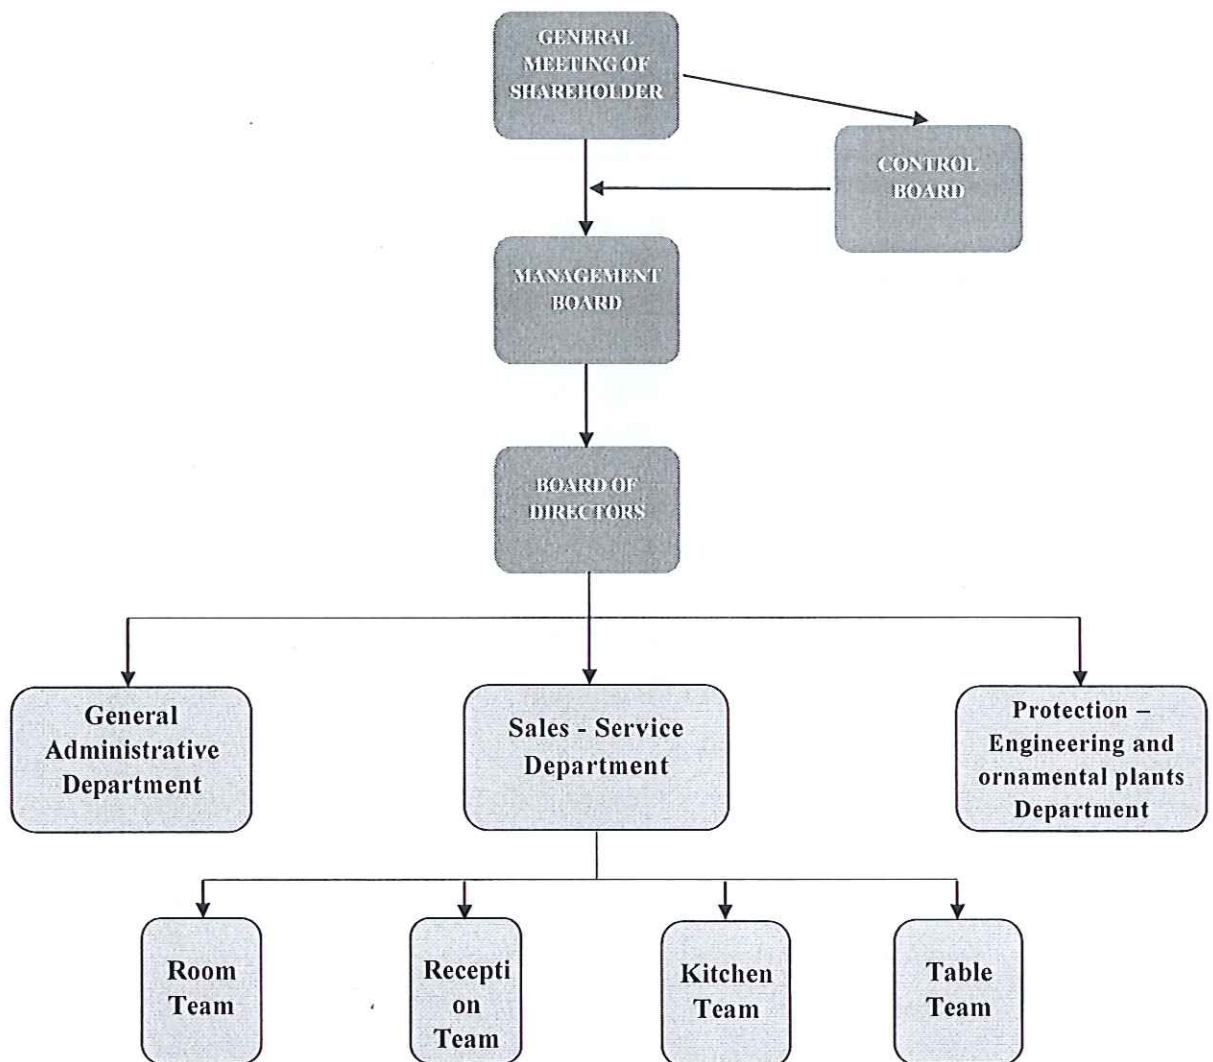 GENERAL
MEETING OF
SHAREHOLDER
CONTROL
BOARD
MANAGEMENT
BOARD
BOARD OF
DIRECTORS
General
Administrative
Department
Sales - Service
Department
Protection –
Engineering and
ornamental plants
Department
Room
Team
Recepti
on
Team
Kitchen
Team
Table
Team